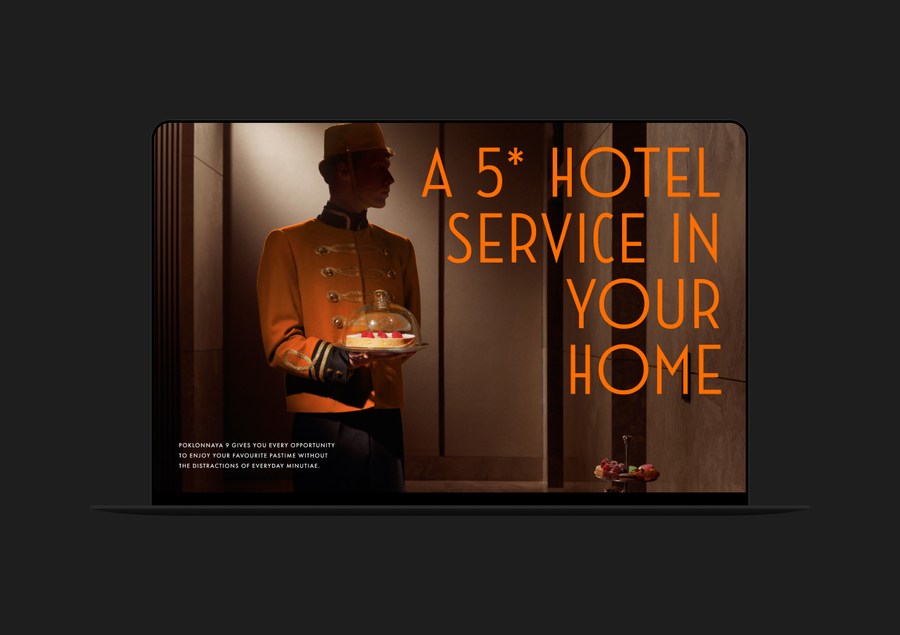 A 5* HOTEL
SERVICE IN
YOUR
HOME
POKLONNAYA 9 GIVES YOU EVERY OPPORTUNITY
TO ENJOY YOUR FAVOURITE PASTIME WITHOUT
THE DISTRACTIONS OF EVERYDAY MINUTIAE.